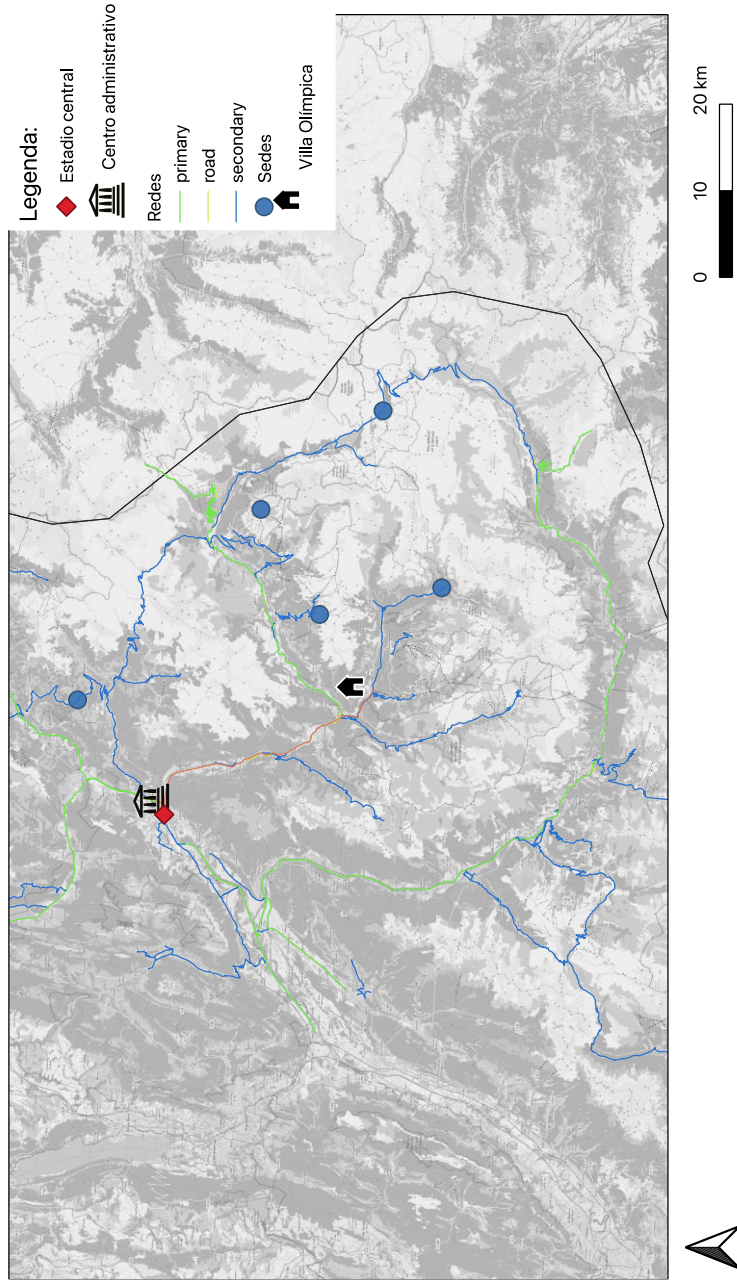 Legenda:
Estadio central
Centro administrativo
Redes
primary
road
secondary
Sedes
Villa Olímpica
0 10 20 km